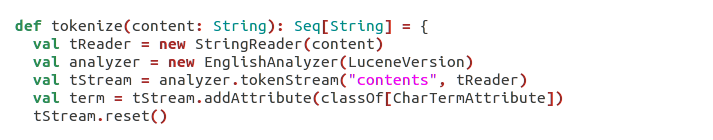 def tokenize(content: String): Seq[String] = {
  val tReader = new StringReader(content)
  val analyzer = new EnglishAnalyzer(LuceneVersion)
  val tStream = analyzer.tokenStream("contents", tReader)
  val term = tStream.addAttribute(classOf[CharTermAttribute])
  tStream.reset()